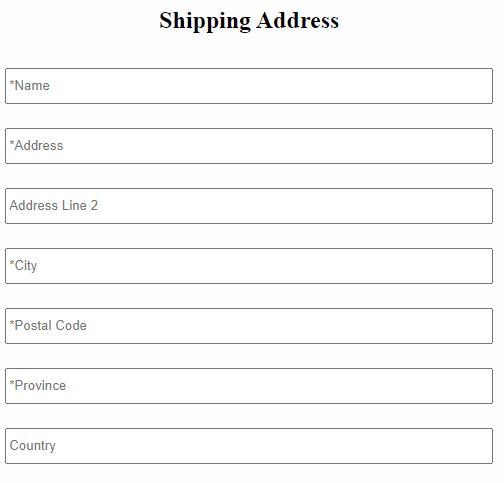 Shipping Address
*Name
*Address
Address Line 2
*City
*Postal Code
*Province
Country